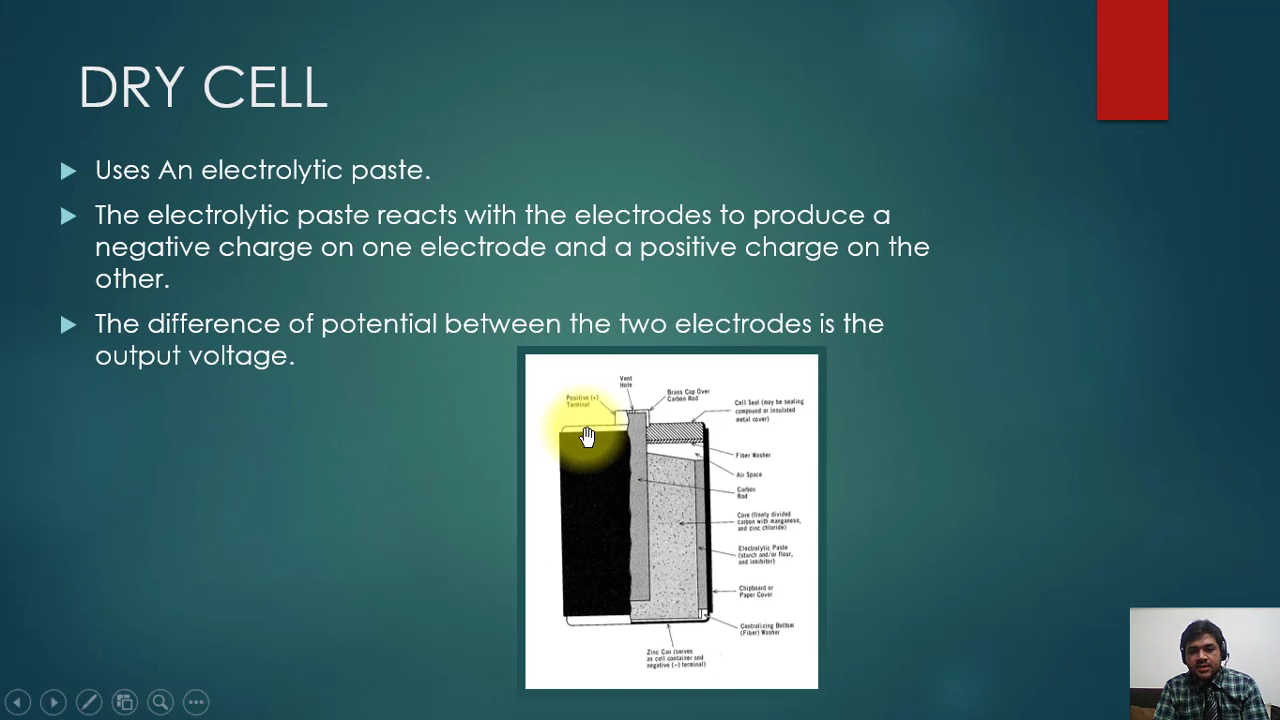 DRY CELL
Uses An electrolytic paste.
The electrolytic paste reacts with the electrodes to produce a
negative charge on one electrode and a positive charge on the
other.
The difference of potential between the two electrodes is the
output voltage.
Vent
Hole
Positive (+)
Terminal
Brass Cap Over
Carbon Rod
Cell Seal (may be sealing
compound or insulated
metal cover)
Fiber Washer
Air Space
Carbon
Rod
Core (finely divided
carbon with manganese,
and zinc chloride)
Electrolytic Paste
(starch and/or flour,
and inhibitor)
Chipboard or
Paper Cover
Centralizing Bottom
(Fiber) Washer
Zinc Can (serves
as cell container and
negative (-) terminal)